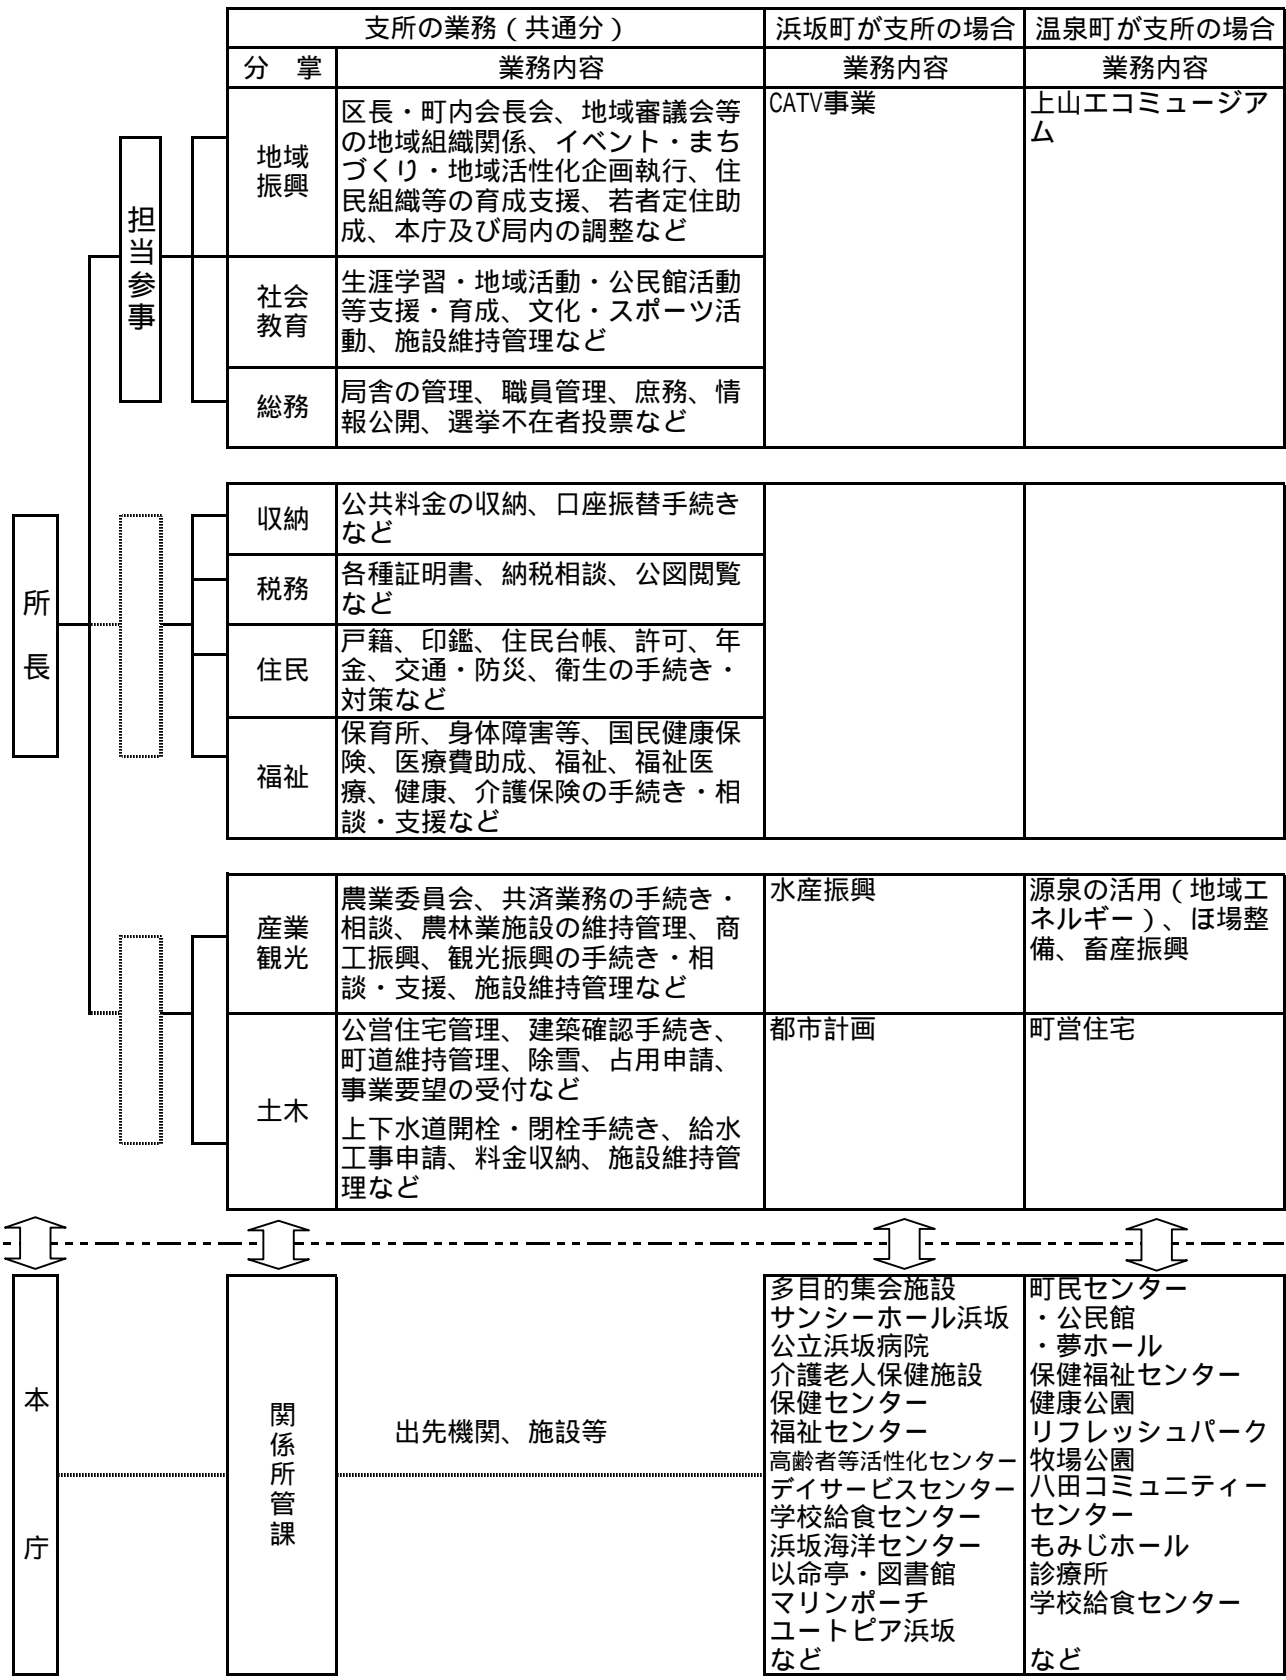 支所の業務（共通分）
浜坂町が支所の場合
温泉町が支所の場合
分　掌
業務内容
業務内容
業務内容
所長
担当参事
地域
振興
区長・町内会長会、地域審議会等
の地域組織関係、イベント・まち
づくり・地域活性化企画執行、住
民組織等の育成支援、若者定住助
成、本庁及び局内の調整など
CATV事業
上山エコミュージア
ム
社会
教育
生涯学習・地域活動・公民館活動
等支援・育成、文化・スポーツ活
動、施設維持管理など
総務
局舎の管理、職員管理、庶務、情
報公開、選挙不在者投票など
収納
公共料金の収納、口座振替手続き
など
税務
各種証明書、納税相談、公図閲覧
など
住民
戸籍、印鑑、住民台帳、許可、年
金、交通・防災、衛生の手続き・
対策など
福祉
保育所、身体障害等、国民健康保
険、医療費助成、福祉、福祉医
療、健康、介護保険の手続き・相
談・支援など
産業
観光
農業委員会、共済業務の手続き・
相談、農林業施設の維持管理、商
工振興、観光振興の手続き・相
談・支援、施設維持管理など
水産振興
源泉の活用（地域エ
ネルギー）、ほ場整
備、畜産振興
土木
公営住宅管理、建築確認手続き、
町道維持管理、除雪、占用申請、
事業要望の受付など
上下水道開栓・閉栓手続き、給水
工事申請、料金収納、施設維持管
理など
都市計画
町営住宅
本庁
関係所管課
出先機関、施設等
多目的集会施設
サンシーホール浜坂
公立浜坂病院
介護老人保健施設
保健センター
福祉センター
高齢者等活性化センター
デイサービスセンター
学校給食センター
浜坂海洋センター
以命亭・図書館
マリンポーチ
ユートピア浜坂
など
町民センター
・公民館
・夢ホール
保健福祉センター
健康公園
リフレッシュパーク
牧場公園
八田コミュニティー
センター
もみじホール
診療所
学校給食センター
など